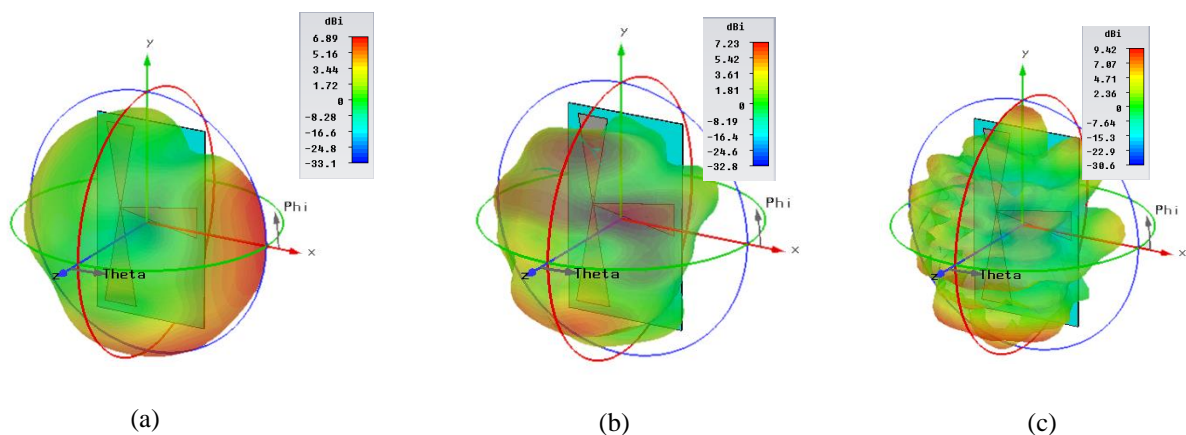 dBi
6.89
5.16
3.44
1.72
0
-8.28
-16.6
-24.8
-33.1
y
Phi
x
z
Theta
(a)
dBi
7.23
5.42
3.61
1.81
0
-8.19
-16.4
-24.6
-32.8
y
Phi
x
z
Theta
(b)
dBi
9.42
7.07
4.71
2.36
0
-7.64
-15.3
-22.9
-30.6
y
Phi
x
z
Theta
(c)